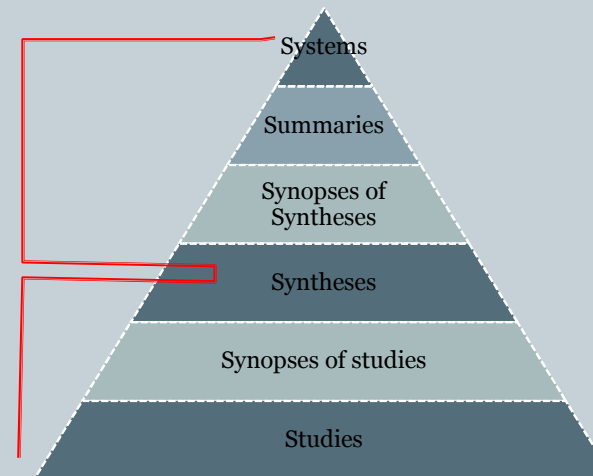 Systems
Summaries
Synopses of
Syntheses
Syntheses
Synopses of studies
Studies